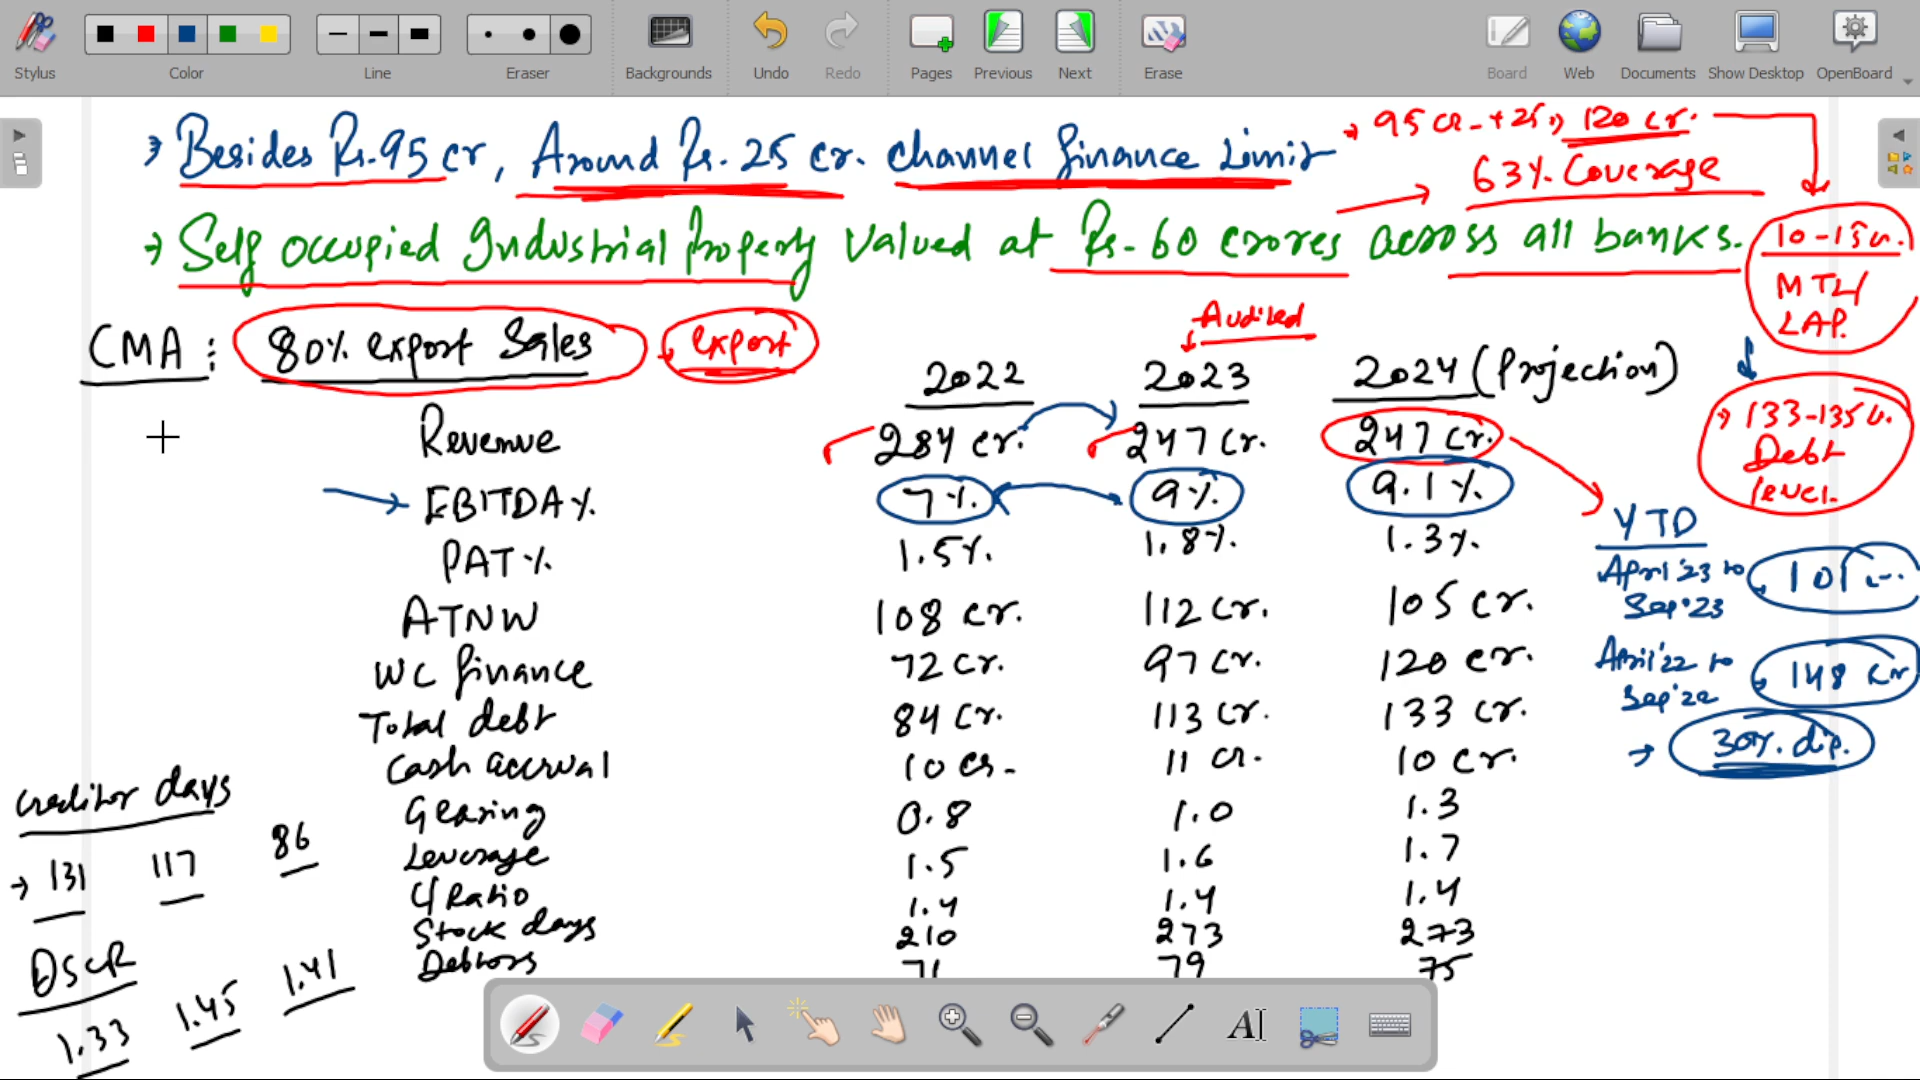 Stylus Color Line Eraser Backgrounds Undo Redo Pages Previous Next Erase Board Web Documents Show Desktop OpenBoard
→ Besides Rs.95 cr, Around Rs.25 cr. channel finance Limit
→ 95 cr + 25 → 120 cr.
63% Coverage
→ Self occupied Industrial Property Valued at Rs-60 crores across all banks.
10-15 cr.
MTL/
LAP.
→ 133-135 cr.
Debt
level.
CMA: 80% export Sales → export
Audited
2022 2023 2024 (Projection)
Revenue 284 cr. 247 cr. 247 cr.
EBITDA% 7% 9% 9.1%
PAT% 1.5% 1.8% 1.3%
ATNW 108 cr. 112 cr. 105 cr.
WC finance 72 cr. 97 cr. 120 cr.
Total debt 84 cr. 113 cr. 133 cr.
Cash accrual 10 cr. 11 cr. 10 cr.
Gearing 0.8 1.0 1.3
Leverage 1.5 1.6 1.7
C/Ratio 1.4 1.4 1.4
Stock days 210 273 273
Debtors 71 79 75
YTD
April'23 to
Sep'23
101 cr.
April'22 to
Sep'22
148 cr
→ 30% dip.
creditor days
→ 131 117 86
DSCR
1.33 1.45 1.41